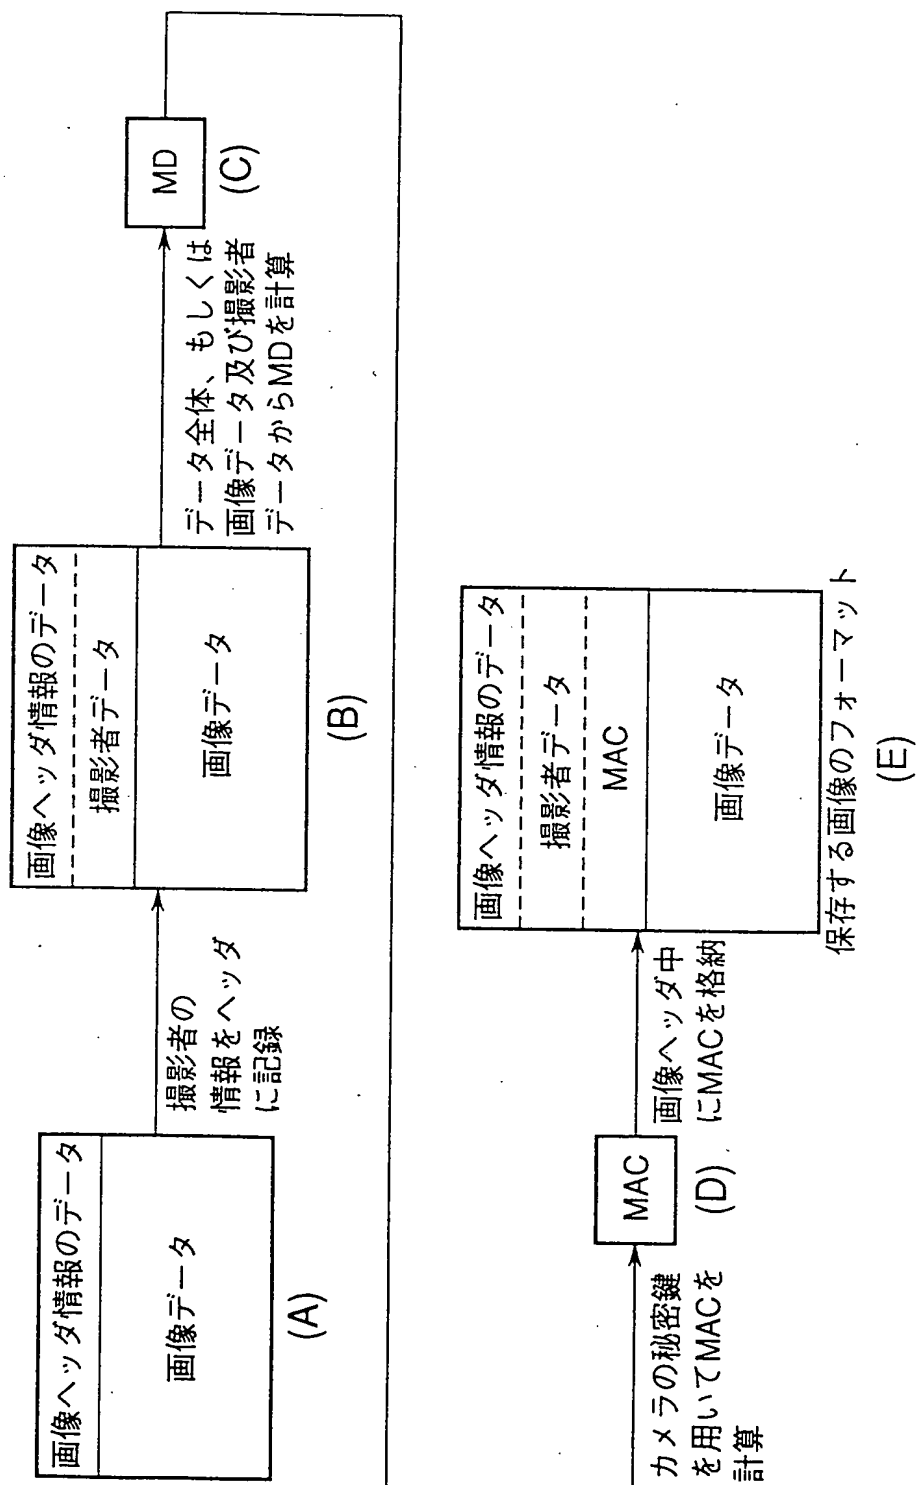 画像ヘッダ情報のデータ
画像データ
(A)
撮影者の
情報をヘッダ
に記録
画像ヘッダ情報のデータ
撮影者データ
画像データ
(B)
データ全体、もしくは
画像データ及び撮影者
データからMDを計算
MD
(C)
カメラの秘密鍵
を用いてMACを
計算
MAC
(D)
画像ヘッダ中
にMACを格納
画像ヘッダ情報のデータ
撮影者データ
MAC
画像データ
保存する画像のフォーマット
(E)